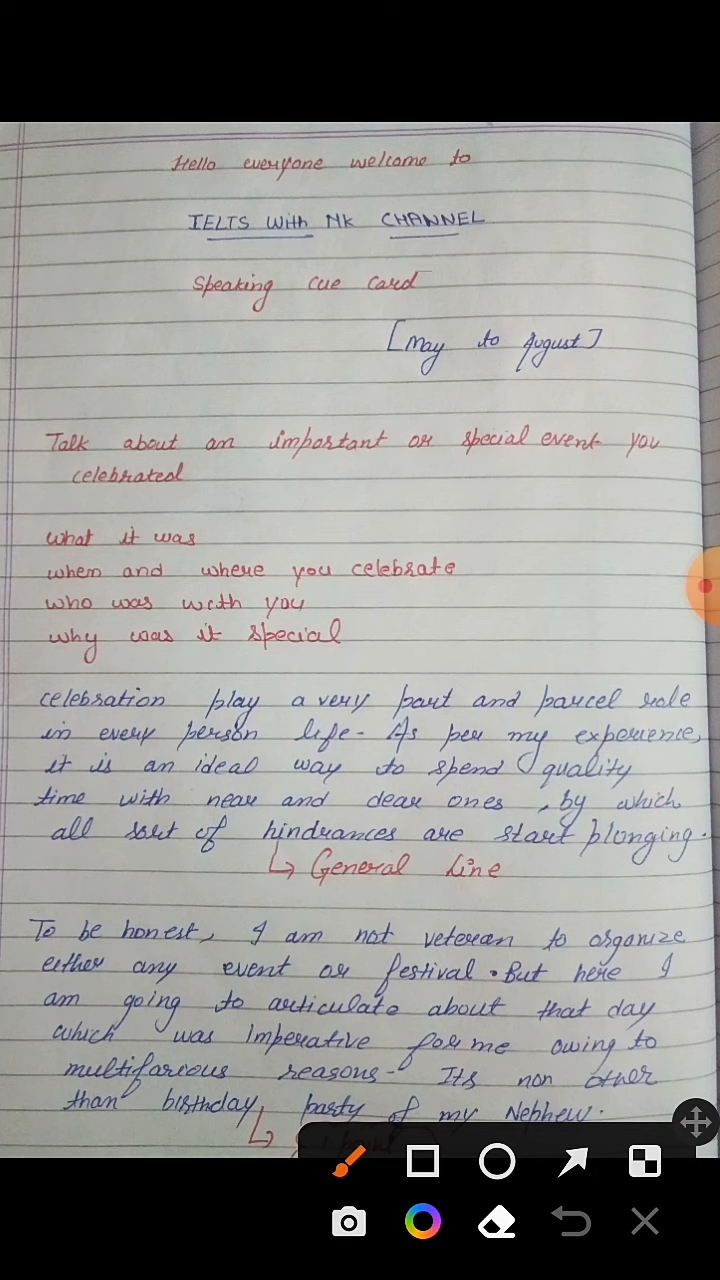 Hello everyone welcome to
IELTS With NK CHANNEL
Speaking cue card
[May to August]
Talk about an important or special event you
celebrated
what it was
when and where you celebrate
who was with you
why was it special
celebration play a very part and parcel role
in every person life. As per my experience,
it is an ideal way to spend quality
time with near and dear ones, by which
all sort of hindrances are start plonging.
↳ General line
To be honest, I am not veteran to organize
either any event or festival. But here I
am going to articulate about that day
which was imperative for me owing to
multifarious reasons- Its non other
than birthday party of my Nephew.